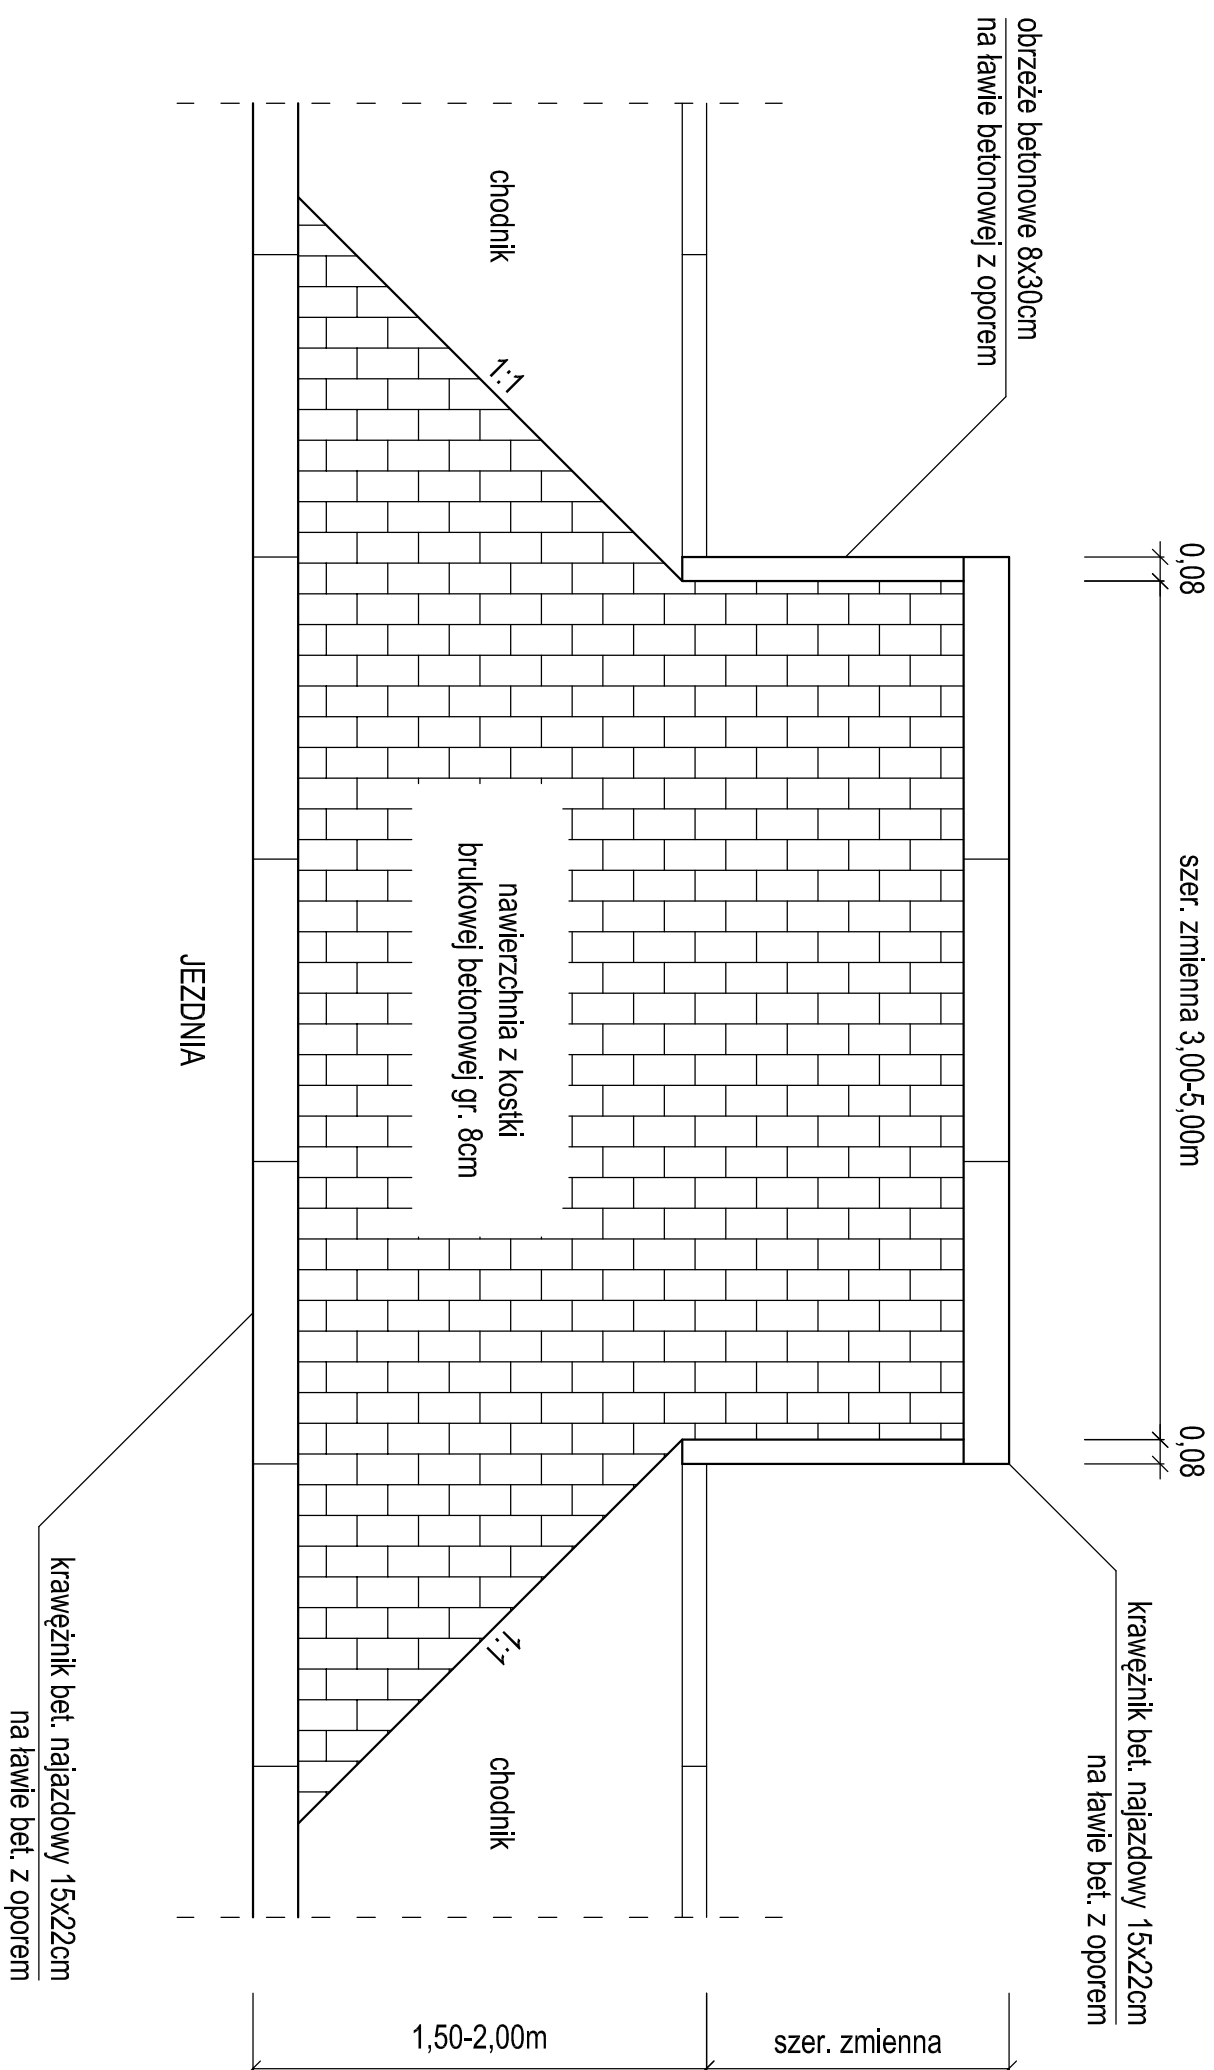 obrzeże betonowe 8x30cm
na ławie betonowej z oporem
0,08
szer. zmienna 3,00-5,00m
0,08
krawężnik bet. najazdowy 15x22cm
na ławie bet. z oporem
chodnik
1:1
nawierzchnia z kostki
brukowej betonowej gr. 8cm
1:1
chodnik
JEZDNIA
krawężnik bet. najazdowy 15x22cm
na ławie bet. z oporem
1,50-2,00m
szer. zmienna